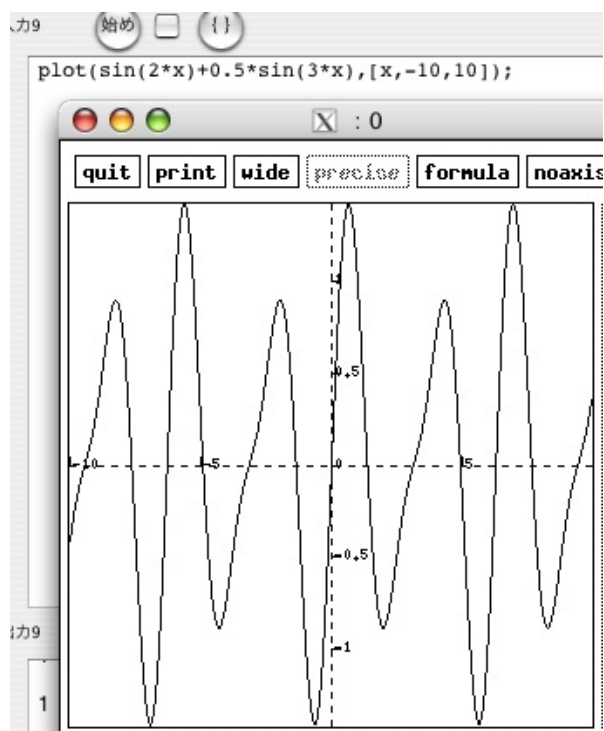 力9 始め { }
plot(sin(2*x)+0.5*sin(3*x),[x,-10,10]);
X : 0
quit print wide precise formula noaxis
1
0.5
-10 -5 0 5
-0.5
-1
力9
1